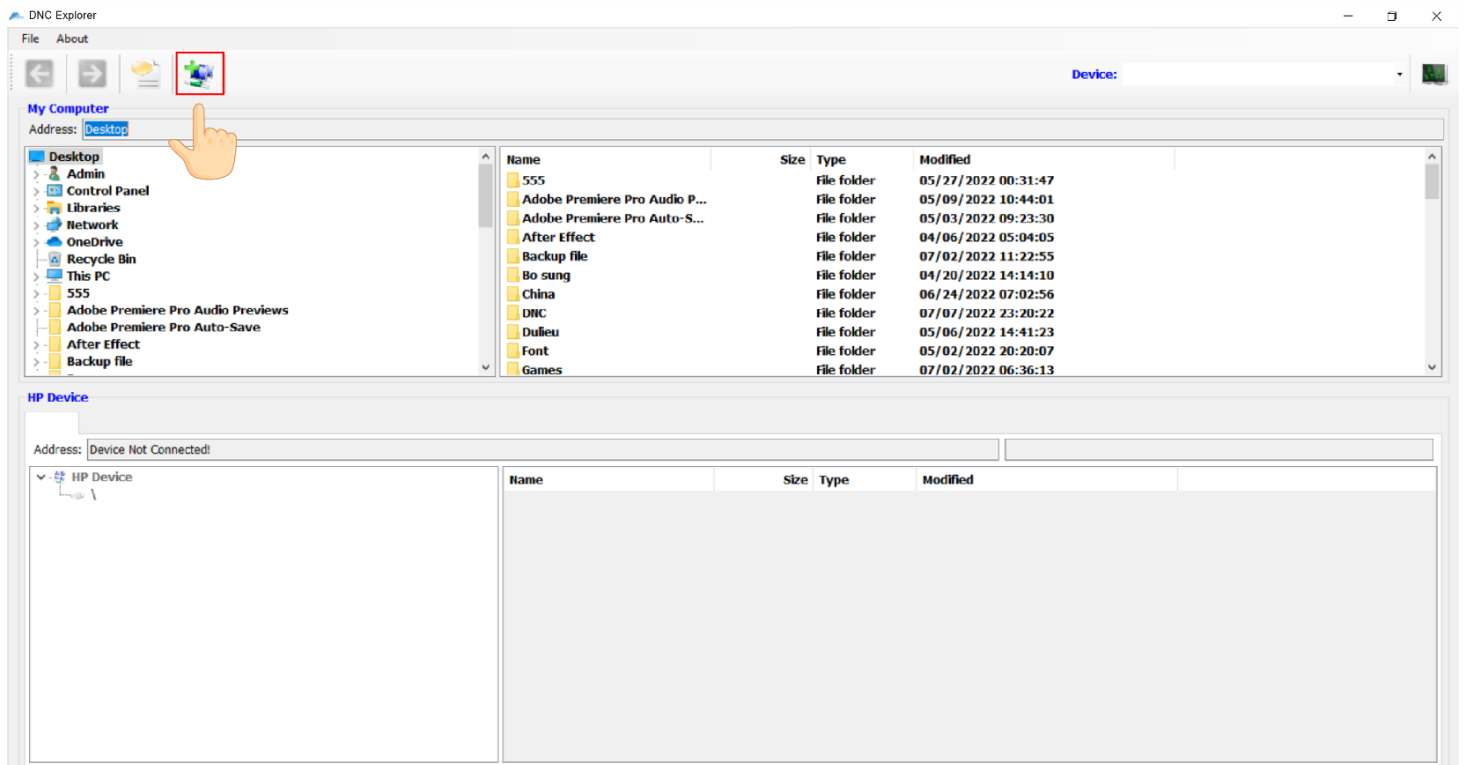 DNC Explorer
File About
Device:
My Computer
Address: Desktop
Desktop
Admin
Control Panel
Libraries
Network
OneDrive
Recycle Bin
This PC
555
Adobe Premiere Pro Audio Previews
Adobe Premiere Pro Auto-Save
After Effect
Backup file
Name Size Type Modified
555 File folder 05/27/2022 00:31:47
Adobe Premiere Pro Audio P... File folder 05/09/2022 10:44:01
Adobe Premiere Pro Auto-S... File folder 05/03/2022 09:23:30
After Effect File folder 04/06/2022 05:04:05
Backup file File folder 07/02/2022 11:22:55
Bo sung File folder 04/20/2022 14:14:10
China File folder 06/24/2022 07:02:56
DNC File folder 07/07/2022 23:20:22
Dulieu File folder 05/06/2022 14:41:23
Font File folder 05/02/2022 20:20:07
Games File folder 07/02/2022 06:36:13
HP Device
Address: Device Not Connected!
HP Device
\
Name Size Type Modified